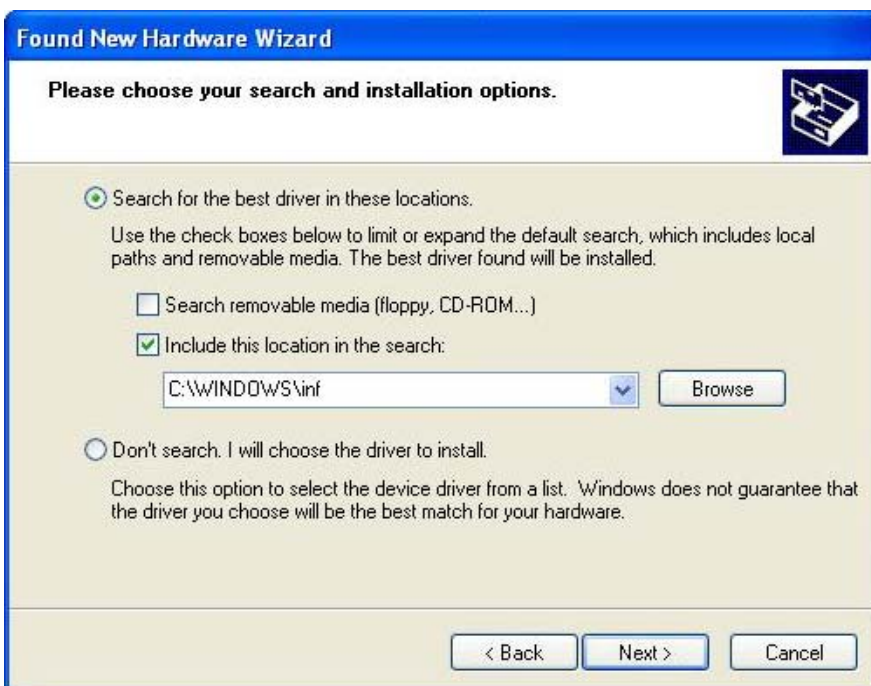 Found New Hardware Wizard
Please choose your search and installation options.
Search for the best driver in these locations.
Use the check boxes below to limit or expand the default search, which includes local
paths and removable media. The best driver found will be installed.
Search removable media (floppy, CD-ROM...)
Include this location in the search:
C:\WINDOWS\inf
Browse
Don't search. I will choose the driver to install.
Choose this option to select the device driver from a list. Windows does not guarantee that
the driver you choose will be the best match for your hardware.
< Back Next > Cancel